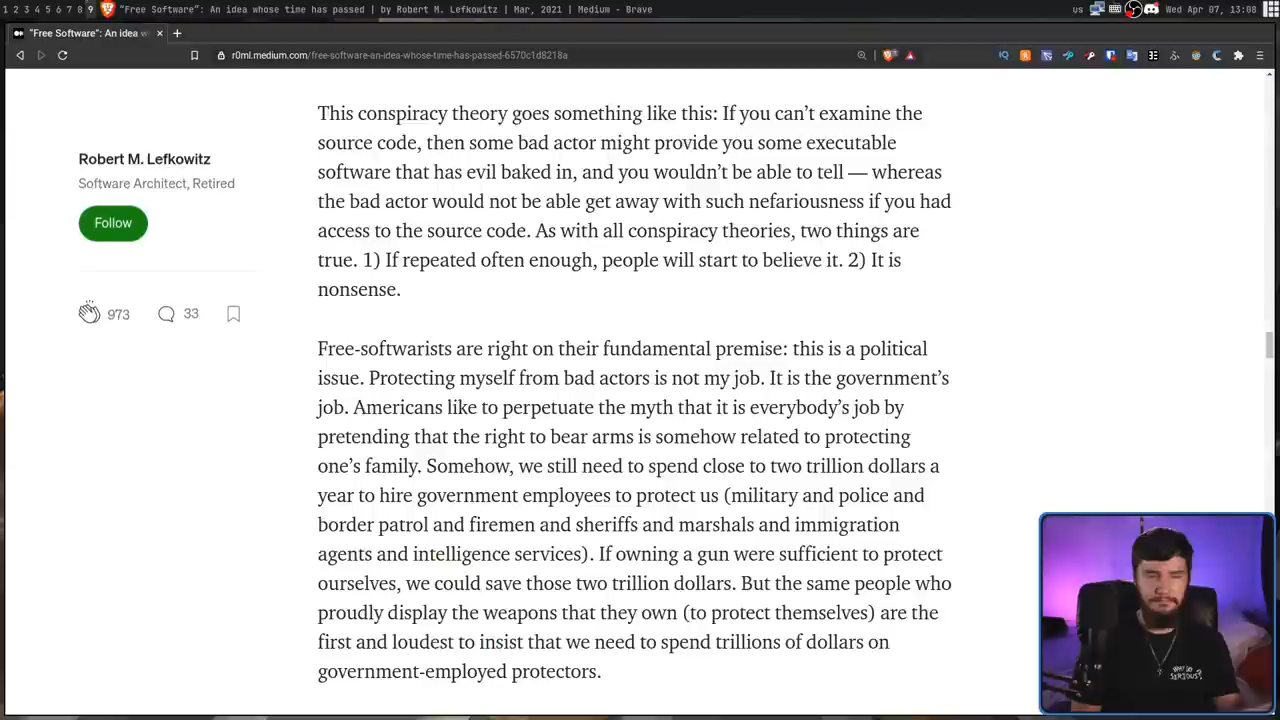 1 2 3 4 5 6 7 8 9 "Free Software": An idea whose time has passed | by Robert M. Lefkowitz | Mar, 2021 | Medium - Brave
us Wed Apr 07, 13:08
"Free Software": An idea w
r0ml.medium.com/free-software-an-idea-whose-time-has-passed-6570c1d8218a
Robert M. Lefkowitz
Software Architect, Retired
Follow
973 33
This conspiracy theory goes something like this: If you can’t examine the
source code, then some bad actor might provide you some executable
software that has evil baked in, and you wouldn’t be able to tell — whereas
the bad actor would not be able get away with such nefariousness if you had
access to the source code. As with all conspiracy theories, two things are
true. 1) If repeated often enough, people will start to believe it. 2) It is
nonsense.
Free-softwarists are right on their fundamental premise: this is a political
issue. Protecting myself from bad actors is not my job. It is the government’s
job. Americans like to perpetuate the myth that it is everybody’s job by
pretending that the right to bear arms is somehow related to protecting
one’s family. Somehow, we still need to spend close to two trillion dollars a
year to hire government employees to protect us (military and police and
border patrol and firemen and sheriffs and marshals and immigration
agents and intelligence services). If owning a gun were sufficient to protect
ourselves, we could save those two trillion dollars. But the same people who
proudly display the weapons that they own (to protect themselves) are the
first and loudest to insist that we need to spend trillions of dollars on
government-employed protectors.
SERIOUS?